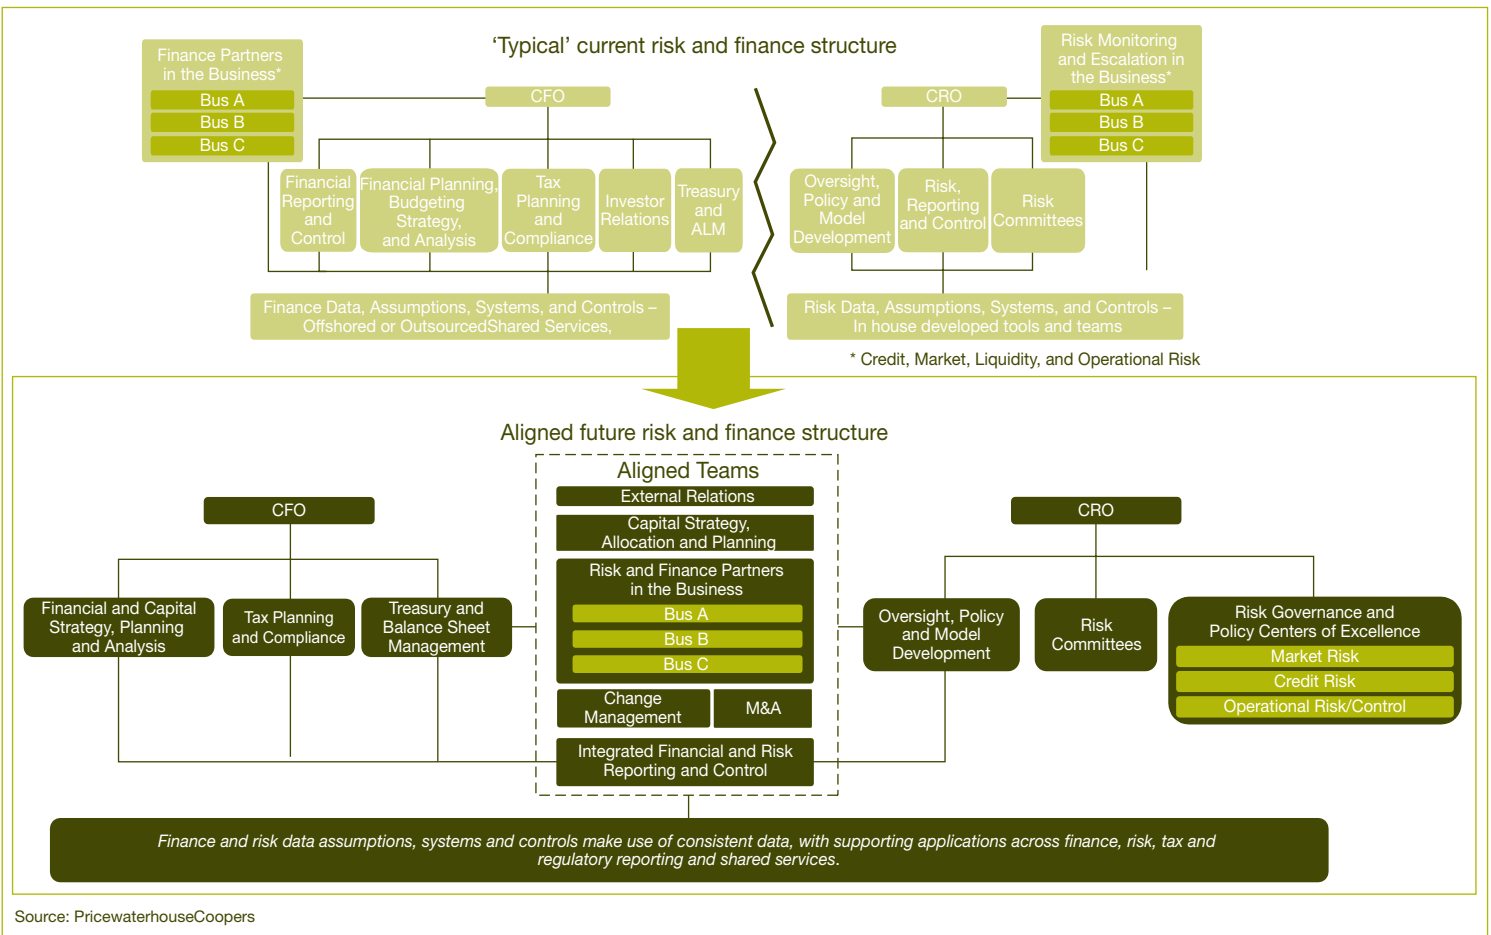 ‘Typical’ current risk and finance structure
Finance Partners
in the Business*
Bus A
Bus B
Bus C
CFO
CRO
Risk Monitoring
and Escalation in
the Business*
Bus A
Bus B
Bus C
Financial
Reporting
and
Control
Financial Planning,
Budgeting
Strategy,
and Analysis
Tax
Planning
and
Compliance
Investor
Relations
Treasury
and
ALM
Oversight,
Policy and
Model
Development
Risk,
Reporting
and Control
Risk
Committees
Finance Data, Assumptions, Systems, and Controls –
Offshored or OutsourcedShared Services,
Risk Data, Assumptions, Systems, and Controls –
In house developed tools and teams
* Credit, Market, Liquidity, and Operational Risk
Aligned future risk and finance structure
Aligned Teams
External Relations
Capital Strategy,
Allocation and Planning
Risk and Finance Partners
in the Business
Bus A
Bus B
Bus C
Change
Management
M&A
Integrated Financial and Risk
Reporting and Control
CFO
Financial and Capital
Strategy, Planning
and Analysis
Tax Planning
and Compliance
Treasury and
Balance Sheet
Management
CRO
Oversight, Policy
and Model
Development
Risk
Committees
Risk Governance and
Policy Centers of Excellence
Market Risk
Credit Risk
Operational Risk/Control
Finance and risk data assumptions, systems and controls make use of consistent data, with supporting applications across finance, risk, tax and
regulatory reporting and shared services.
Source: PricewaterhouseCoopers